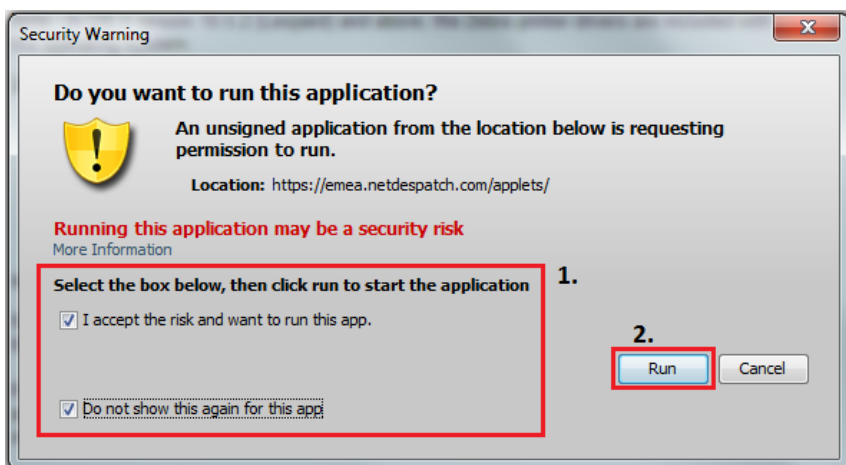 Security Warning
Do you want to run this application?
An unsigned application from the location below is requesting
permission to run.
Location: https://emea.netdespatch.com/applets/
Running this application may be a security risk
More Information
Select the box below, then click run to start the application
1.
I accept the risk and want to run this app.
2.
Run
Cancel
Do not show this again for this app